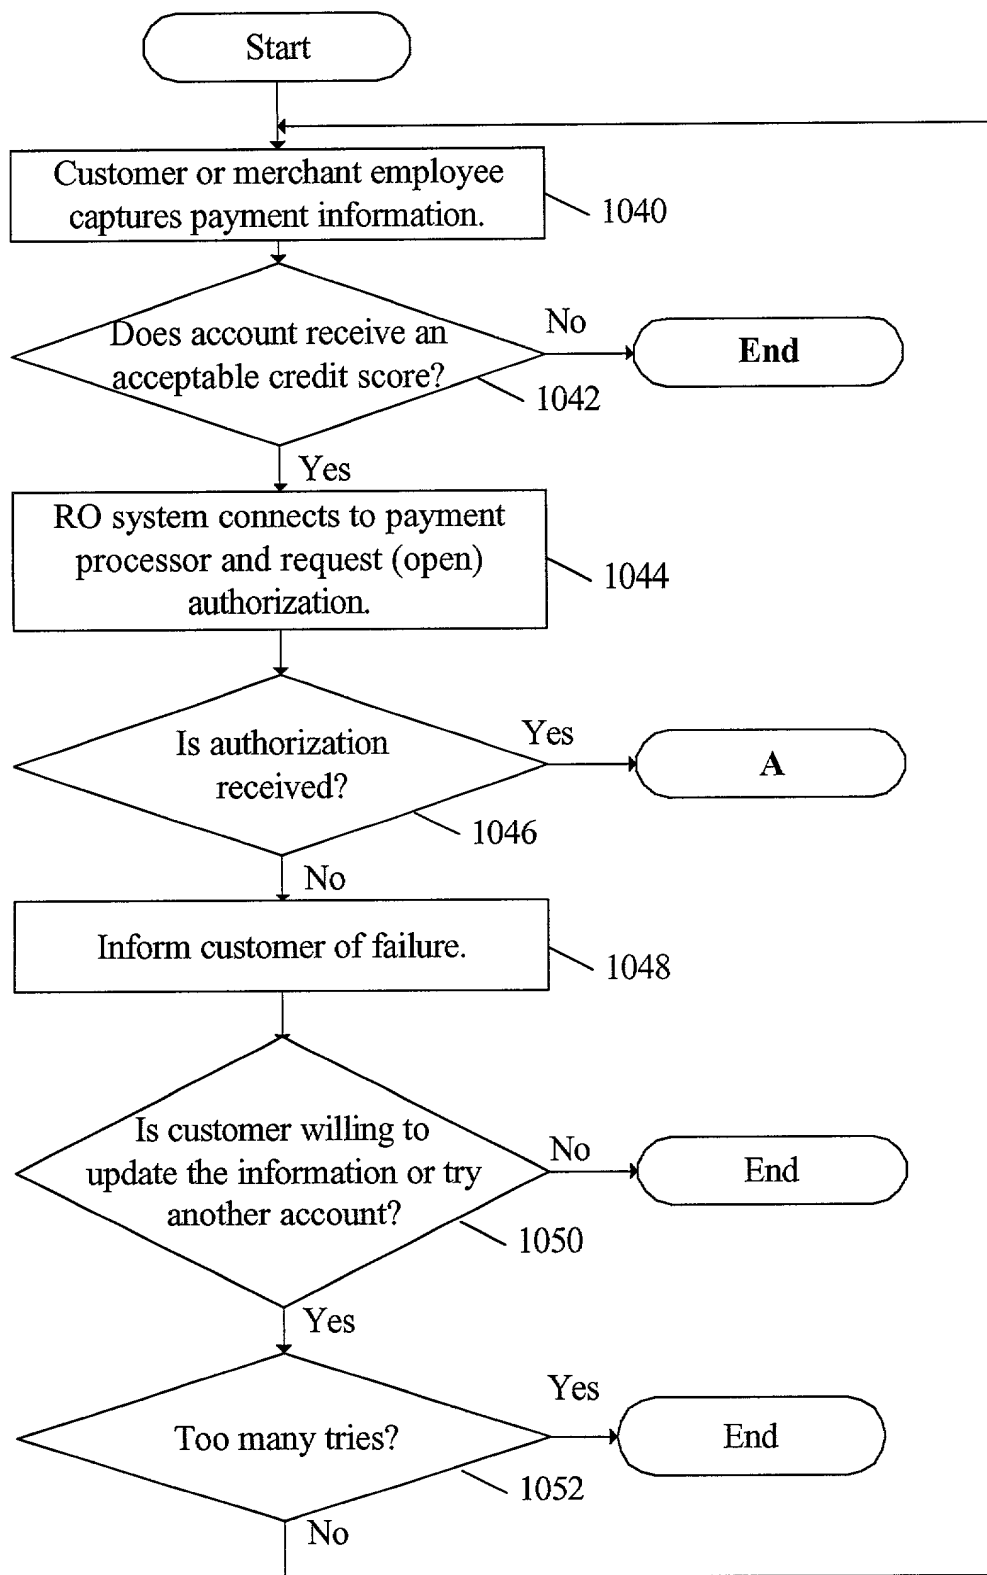 Start
Customer or merchant employee
captures payment information.
1040
Does account receive an
acceptable credit score?
1042
No
End
Yes
RO system connects to payment
processor and request (open)
authorization.
1044
Is authorization
received?
1046
Yes
A
No
Inform customer of failure.
1048
Is customer willing to
update the information or try
another account?
1050
No
End
Yes
Too many tries?
1052
Yes
End
No